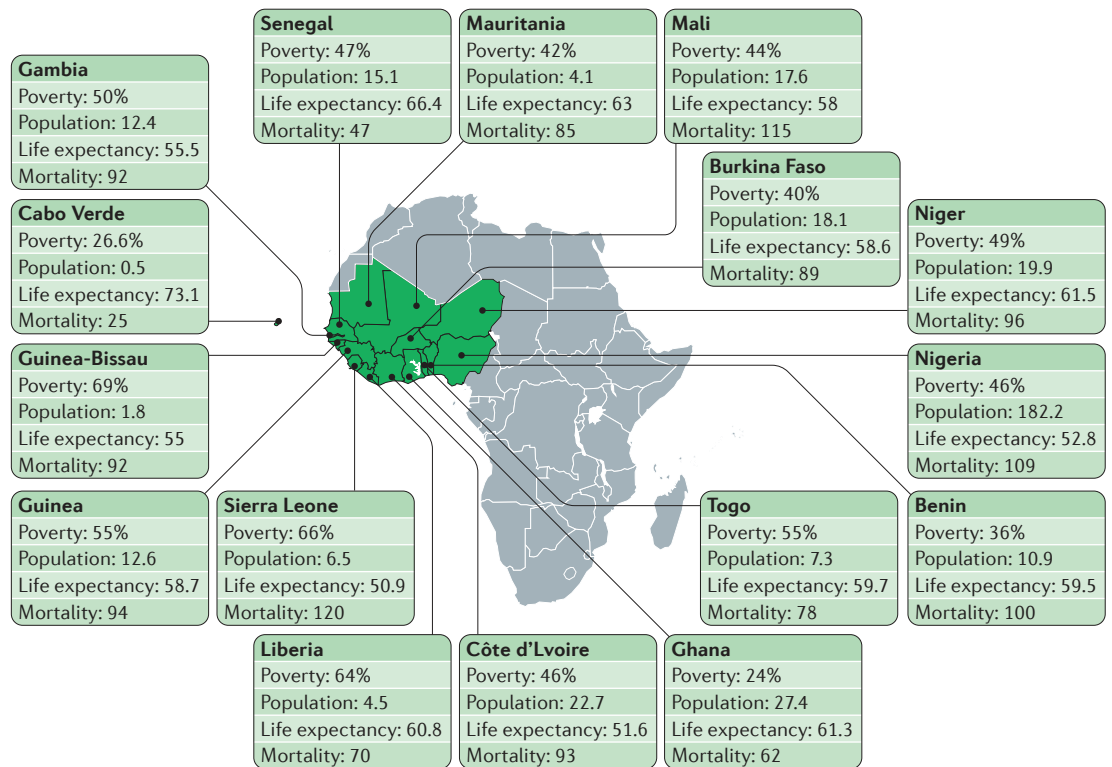 Senegal
Poverty: 47%
Population: 15.1
Life expectancy: 66.4
Mortality: 47
Mauritania
Poverty: 42%
Population: 4.1
Life expectancy: 63
Mortality: 85
Mali
Poverty: 44%
Population: 17.6
Life expectancy: 58
Mortality: 115
Gambia
Poverty: 50%
Population: 12.4
Life expectancy: 55.5
Mortality: 92
Burkina Faso
Poverty: 40%
Population: 18.1
Life expectancy: 58.6
Mortality: 89
Cabo Verde
Poverty: 26.6%
Population: 0.5
Life expectancy: 73.1
Mortality: 25
Niger
Poverty: 49%
Population: 19.9
Life expectancy: 61.5
Mortality: 96
Guinea-Bissau
Poverty: 69%
Population: 1.8
Life expectancy: 55
Mortality: 92
Nigeria
Poverty: 46%
Population: 182.2
Life expectancy: 52.8
Mortality: 109
Guinea
Poverty: 55%
Population: 12.6
Life expectancy: 58.7
Mortality: 94
Sierra Leone
Poverty: 66%
Population: 6.5
Life expectancy: 50.9
Mortality: 120
Togo
Poverty: 55%
Population: 7.3
Life expectancy: 59.7
Mortality: 78
Benin
Poverty: 36%
Population: 10.9
Life expectancy: 59.5
Mortality: 100
Liberia
Poverty: 64%
Population: 4.5
Life expectancy: 60.8
Mortality: 70
Côte d’Lvoire
Poverty: 46%
Population: 22.7
Life expectancy: 51.6
Mortality: 93
Ghana
Poverty: 24%
Population: 27.4
Life expectancy: 61.3
Mortality: 62